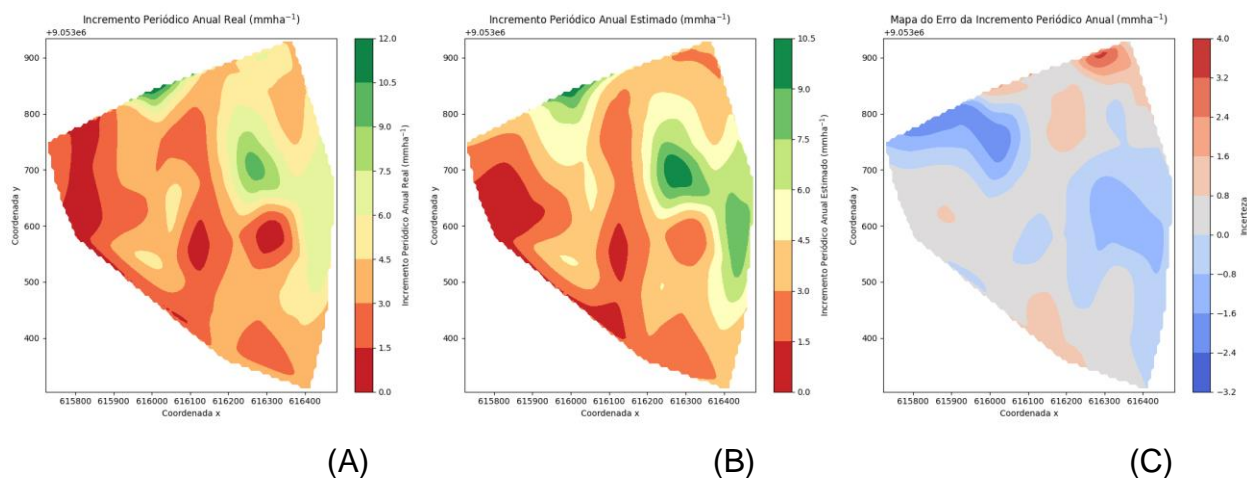 Incremento Periódico Anual Real (mmha⁻¹)
+9.053e6
900
800
700
600
500
400
Coordenada y
615800 615900 616000 616100 616200 616300 616400
Coordenada x
12.0
10.5
9.0
7.5
6.0
4.5
3.0
1.5
0.0
Incremento Periódico Anual Real (mmha⁻¹)
(A)
Incremento Periódico Anual Estimado (mmha⁻¹)
+9.053e6
900
800
700
600
500
400
Coordenada y
615800 615900 616000 616100 616200 616300 616400
Coordenada x
10.5
9.0
7.5
6.0
4.5
3.0
1.5
0.0
Incremento Periódico Anual Estimado (mmha⁻¹)
(B)
Mapa do Erro da Incremento Periódico Anual (mmha⁻¹)
+9.053e6
900
800
700
600
500
400
Coordenada y
615800 615900 616000 616100 616200 616300 616400
Coordenada x
4.0
3.2
2.4
1.6
0.8
0.0
−0.8
−1.6
−2.4
−3.2
Incerteza
(C)